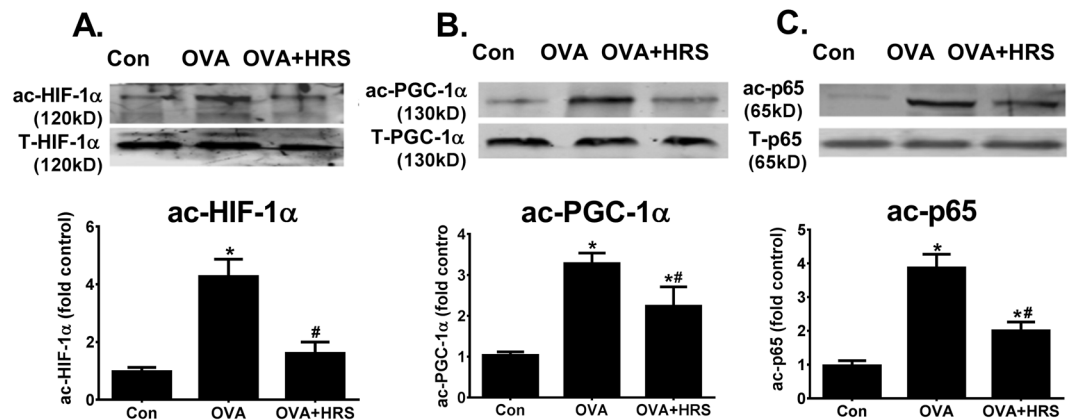 A.
Con OVA OVA+HRS
ac-HIF-1α
(120kD)
T-HIF-1α
(120kD)
ac-HIF-1α
ac-HIF-1α (fold control)
6
4
2
0
*
#
Con OVA OVA+HRS
B.
Con OVA OVA+HRS
ac-PGC-1α
(130kD)
T-PGC-1α
(130kD)
ac-PGC-1α
ac-PGC-1α (fold contro
4
3
2
1
0
*
*#
Con OVA OVA+HRS
C.
Con OVA OVA+HRS
ac-p65
(65kD)
T-p65
(65kD)
ac-p65
ac-p65 (fold control)
5
4
3
2
1
0
*
*#
Con OVA OVA+HRS